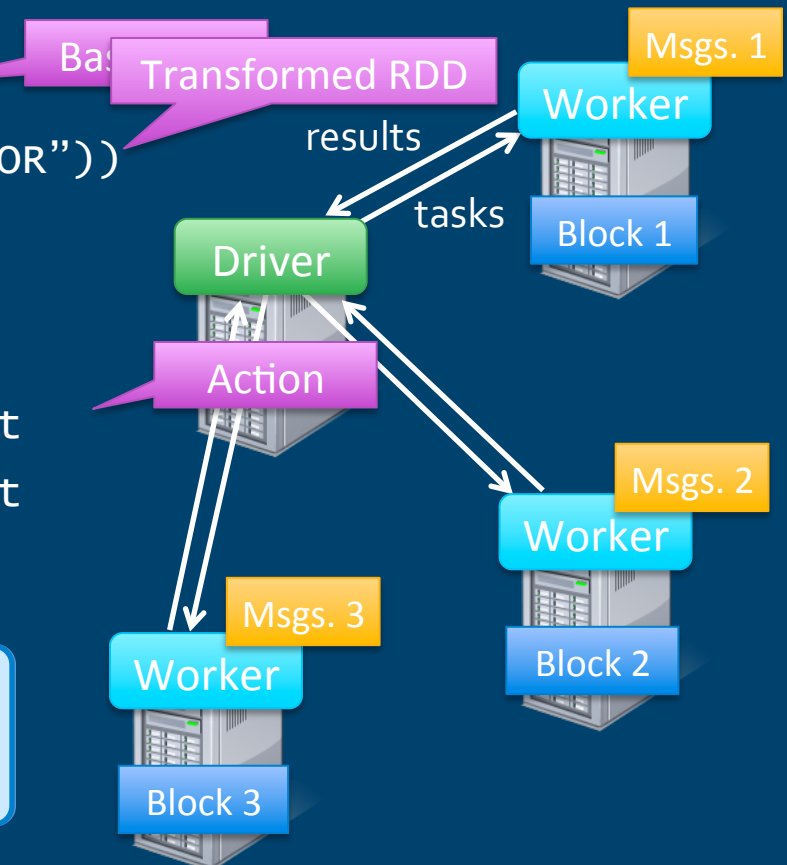 Msgs. 1
Transformed RDD
Worker
OR"))
results
tasks
Block 1
Driver
Action
t
t
Msgs. 2
Worker
Msgs. 3
Block 2
Worker
Block 3